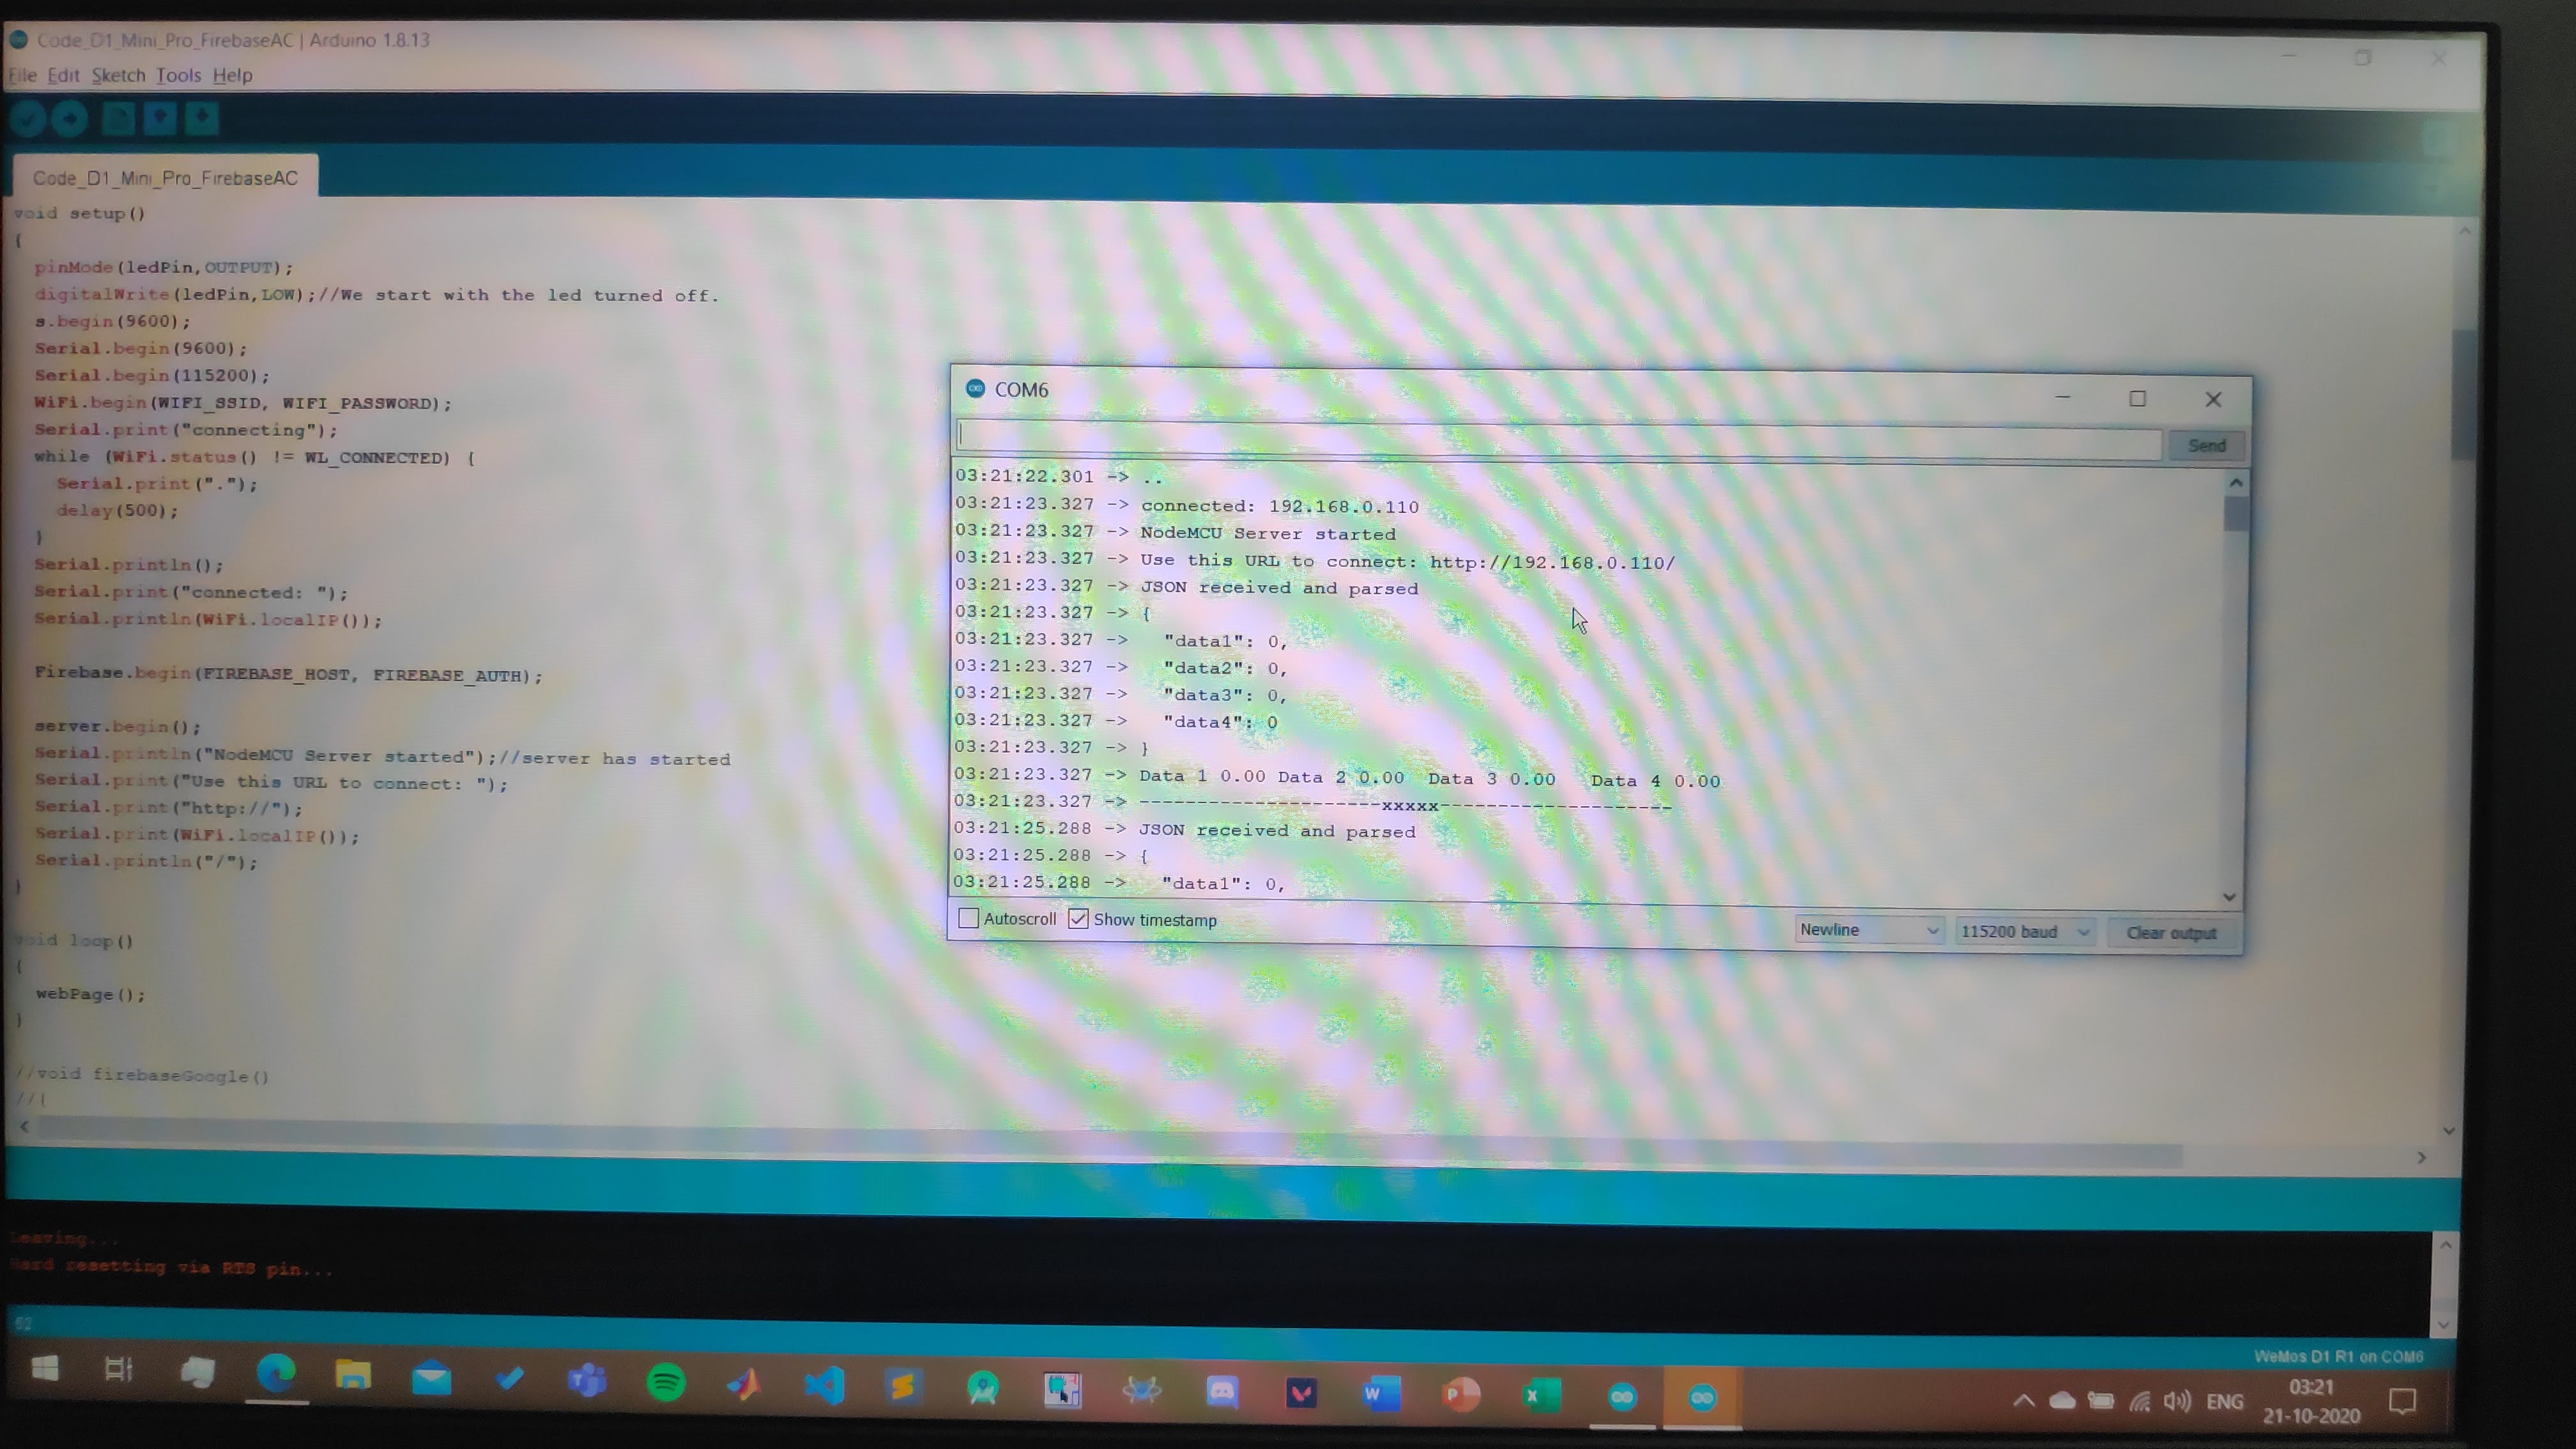 Code_D1_Mini_Pro_FirebaseAC | Arduino 1.8.13
File Edit Sketch Tools Help
Code_D1_Mini_Pro_FirebaseAC
void setup()
{
  pinMode(ledPin,OUTPUT);
  digitalWrite(ledPin,LOW);//We start with the led turned off.
  s.begin(9600);
  Serial.begin(9600);
  Serial.begin(115200);
  WiFi.begin(WIFI_SSID, WIFI_PASSWORD);
  Serial.print("connecting");
  while (WiFi.status() != WL_CONNECTED) {
    Serial.print(".");
    delay(500);
  }
  Serial.println();
  Serial.print("connected: ");
  Serial.println(WiFi.localIP());
  Firebase.begin(FIREBASE_HOST, FIREBASE_AUTH);
  server.begin();
  Serial.println("NodeMCU Server started");//server has started
  Serial.print("Use this URL to connect: ");
  Serial.print("http://");
  Serial.print(WiFi.localIP());
  Serial.println("/");
}
void loop()
{
  webPage();
}
//void firebaseGoogle()
//{
COM6
Send
03:21:22.301 -> ..
03:21:23.327 -> connected: 192.168.0.110
03:21:23.327 -> NodeMCU Server started
03:21:23.327 -> Use this URL to connect: http://192.168.0.110/
03:21:23.327 -> JSON received and parsed
03:21:23.327 -> {
03:21:23.327 ->   "data1": 0,
03:21:23.327 ->   "data2": 0,
03:21:23.327 ->   "data3": 0,
03:21:23.327 ->   "data4": 0
03:21:23.327 -> }
03:21:23.327 -> Data 1 0.00 Data 2 0.00  Data 3 0.00   Data 4 0.00
03:21:23.327 -> ---------------------xxxxx--------------------
03:21:25.288 -> JSON received and parsed
03:21:25.288 -> {
03:21:25.288 ->   "data1": 0,
Autoscroll Show timestamp Newline 115200 baud Clear output
Leaving...
Hard resetting via RTS pin...
62
WeMos D1 R1 on COM6
ENG
03:21
21-10-2020